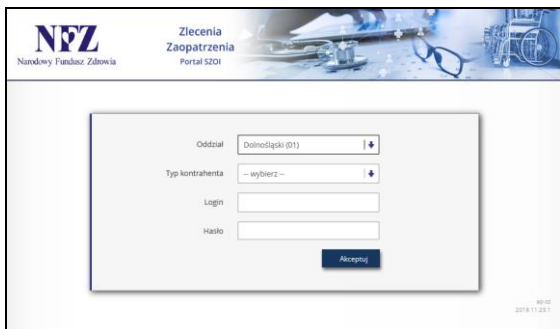 NFZ
Narodowy Fundusz Zdrowia
Zlecenia
Zaopatrzenia
Portal SZOI
Oddział
Dolnośląski (01)
Typ kontrahenta
-- wybierz --
Login
Hasło
Akceptuj